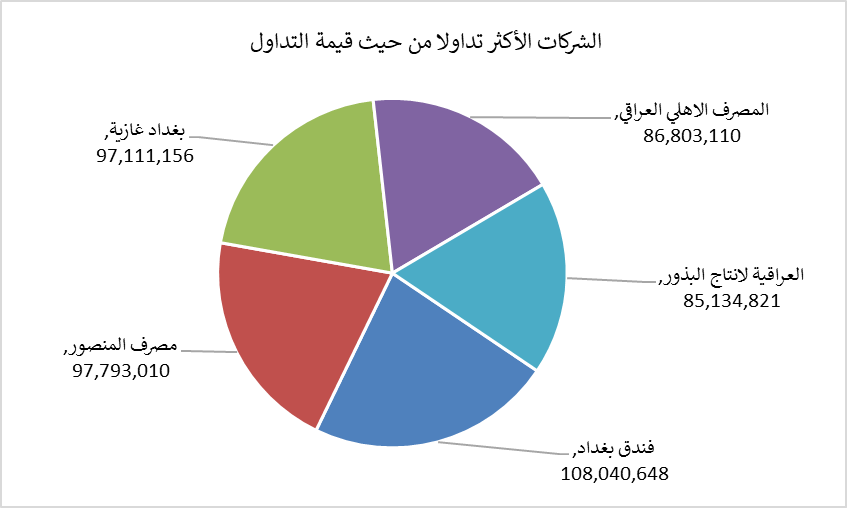 الشركات الأكثر تداولا من حيث قيمة التداول
المصرف الاهلي العراقي,
86,803,110
العراقية لانتاج البذور,
85,134,821
فندق بغداد,
108,040,648
مصرف المنصور,
97,793,010
بغداد غازية,
97,111,156